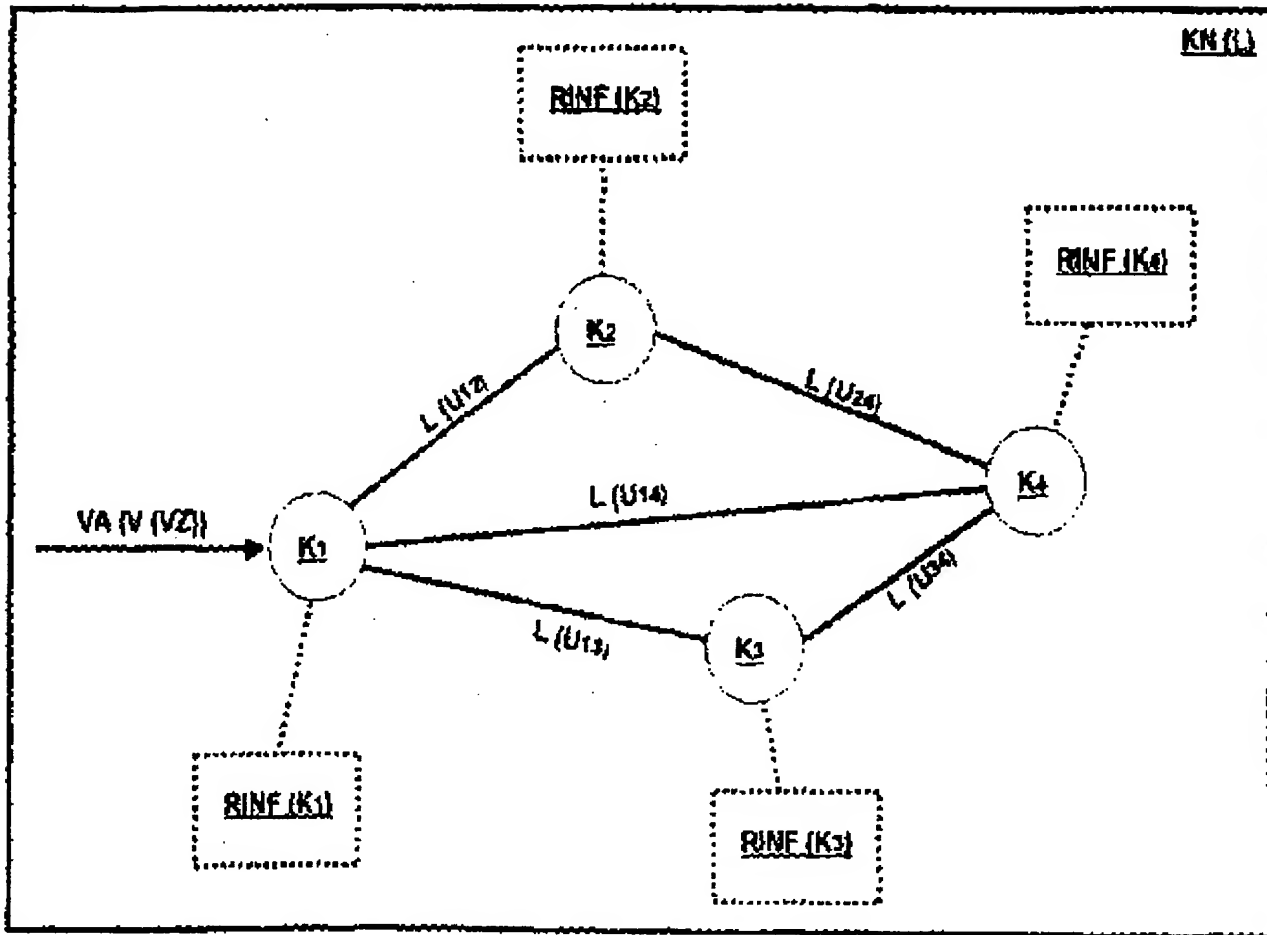 KN (L)
RINF (K2)
RINF (K4)
K2
L (U12)
L (U24)
K4
L (U14)
VA (V (VZ))
K1
L (U34)
L (U13)
K3
RINF (K1)
RINF (K3)